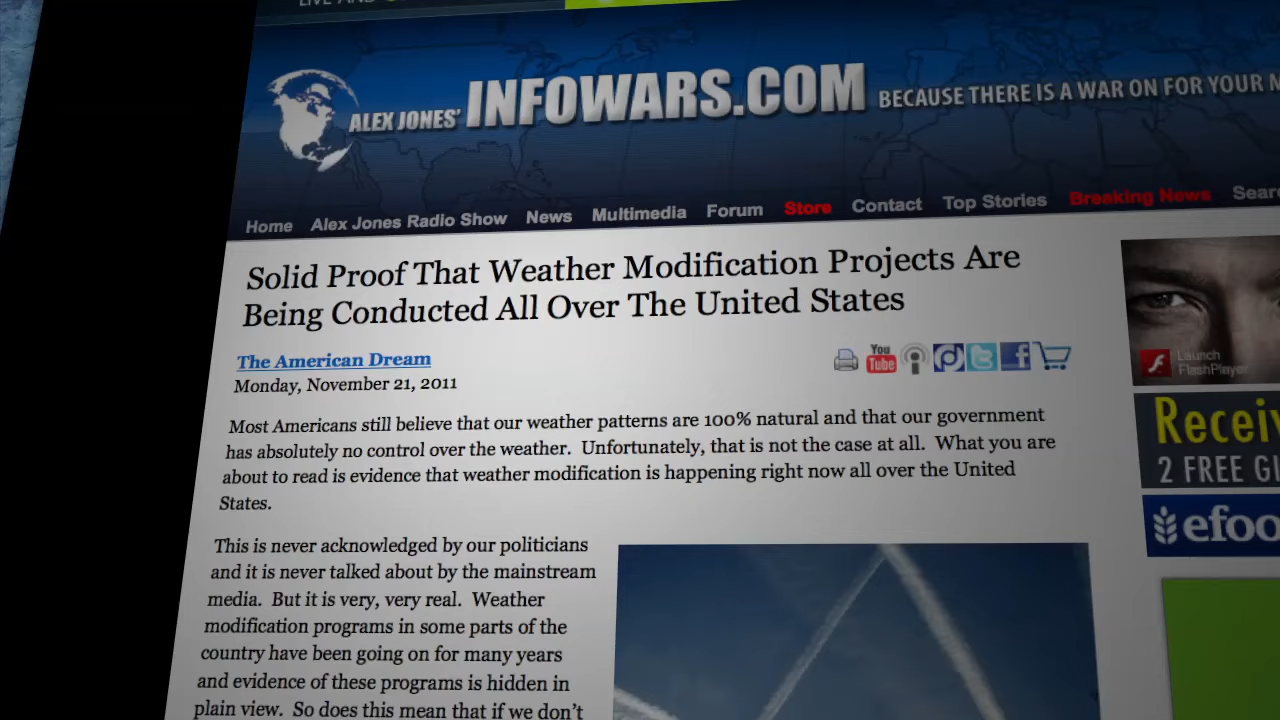 LIVE AND
ALEX JONES' INFOWARS.COM BECAUSE THERE IS A WAR ON FOR YOUR
Home Alex Jones Radio Show News Multimedia Forum Store Contact Top Stories Breaking News Sear
Solid Proof That Weather Modification Projects Are
Being Conducted All Over The United States
The American Dream
Monday, November 21, 2011
You
Tube
Launch
FlashPlayer
Most Americans still believe that our weather patterns are 100% natural and that our government
has absolutely no control over the weather. Unfortunately, that is not the case at all. What you are
about to read is evidence that weather modification is happening right now all over the United
States.
Receiv
2 FREE GI
efoo
This is never acknowledged by our politicians
and it is never talked about by the mainstream
media. But it is very, very real. Weather
modification programs in some parts of the
country have been going on for many years
and evidence of these programs is hidden in
plain view. So does this mean that if we don't